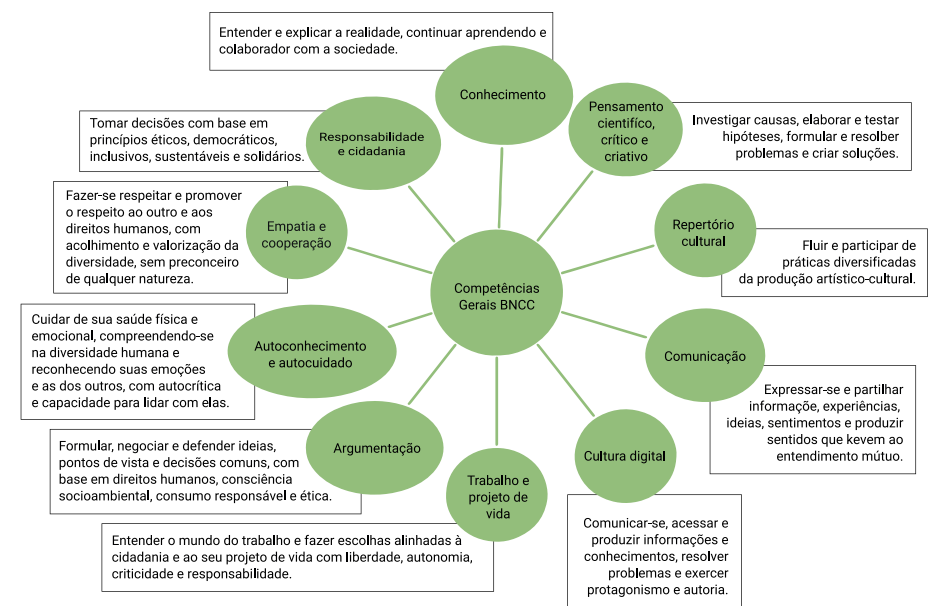 Entender e explicar a realidade, continuar aprendendo e
colaborador com a sociedade.
Conhecimento
Pensamento
científico,
crítico e
criativo
Investigar causas, elaborar e testar
hipóteses, formular e resolber
problemas e criar soluções.
Repertório
cultural
Fluir e participar de
práticas diversificadas
da produção artístico-cultural.
Comunicação
Expressar-se e partilhar
informaçõe, experiências,
ideias, sentimentos e produzir
sentidos que kevem ao
entendimento mútuo.
Cultura digital
Comunicar-se, acessar e
produzir informações e
conhecimentos, resolver
problemas e exercer
protagonismo e autoria.
Trabalho e
projeto de
vida
Entender o mundo do trabalho e fazer escolhas alinhadas à
cidadania e ao seu projeto de vida com liberdade, autonomia,
criticidade e responsabilidade.
Argumentação
Formular, negociar e defender ideias,
pontos de vista e decisões comuns, com
base em direitos humanos, consciência
socioambiental, consumo responsável e ética.
Autoconhecimento
e autocuidado
Cuidar de sua saúde física e
emocional, compreendendo-se
na diversidade humana e
reconhecendo suas emoções
e as dos outros, com autocrítica
e capacidade para lidar com elas.
Empatia e
cooperação
Fazer-se respeitar e promover
o respeito ao outro e aos
direitos humanos, com
acolhimento e valorização da
diversidade, sem preconceiro
de qualquer natureza.
Responsabilidade
e cidadania
Tomar decisões com base em
princípios éticos, democráticos,
inclusivos, sustentáveis e solidários.
Competências
Gerais BNCC